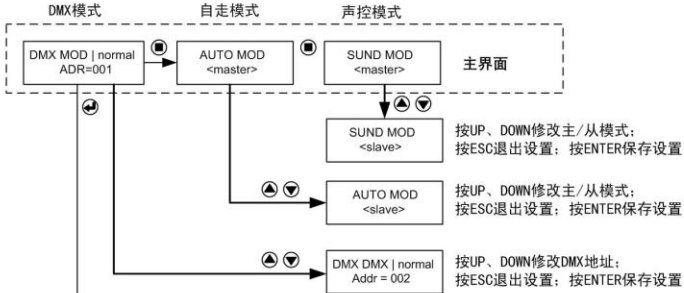 DMX模式
自走模式
声控模式
DMX MOD | normal
ADR=001
AUTO MOD
<master>
SUND MOD
<master>
主界面
SUND MOD
<slave>
按UP、DOWN修改主/从模式;
按ESC退出设置; 按ENTER保存设置
AUTO MOD
<slave>
按UP、DOWN修改主/从模式;
按ESC退出设置; 按ENTER保存设置
DMX DMX | normal
Addr = 002
按UP、DOWN修改DMX地址;
按ESC退出设置; 按ENTER保存设置